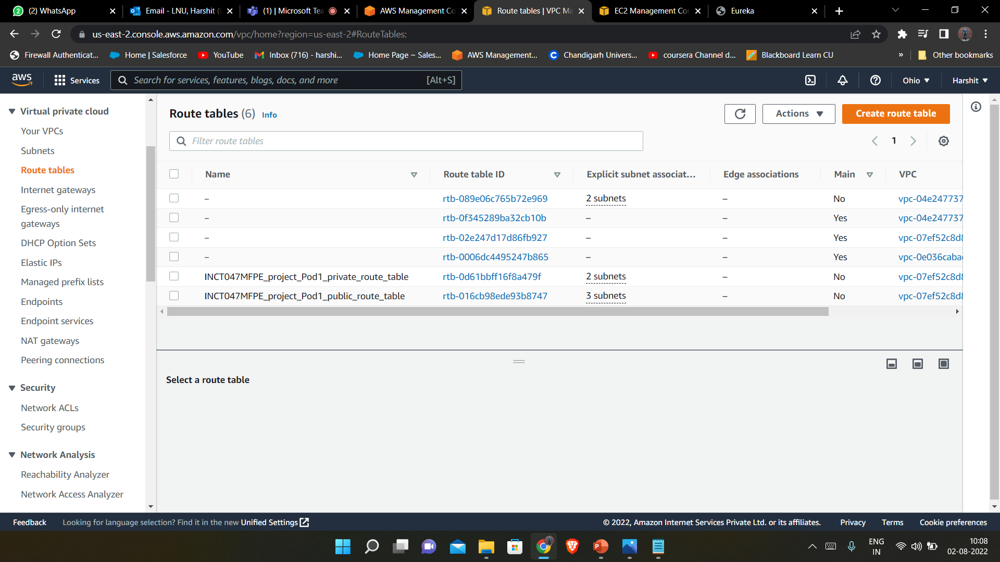 (2) WhatsApp
Email - LNU, Harshit (
(1) | Microsoft Tea
AWS Management Co
Route tables | VPC Ma
EC2 Management Con
Eureka
us-east-2.console.aws.amazon.com/vpc/home?region=us-east-2#RouteTables:
Firewall Authenticat...
Home | Salesforce
YouTube
Inbox (716) - harshi...
Home Page ~ Sales...
AWS Management...
Chandigarh Univers...
coursera Channel d...
Blackboard Learn CU
»
Other bookmarks
aws
Services
Search for services, features, blogs, docs, and more
[Alt+S]
Ohio
Harshit
Virtual private cloud
Your VPCs
Subnets
Route tables
Internet gateways
Egress-only internet
gateways
DHCP Option Sets
Elastic IPs
Managed prefix lists
Endpoints
Endpoint services
NAT gateways
Peering connections
Security
Network ACLs
Security groups
Network Analysis
Reachability Analyzer
Network Access Analyzer
Route tables (6) Info
Actions
Create route table
Filter route tables
1
Name Route table ID Explicit subnet associat... Edge associations Main VPC
– rtb-089e06c765b72e969 2 subnets – No vpc-04e247737
– rtb-0f345289ba32cb10b – – Yes vpc-04e247737
– rtb-02e247d17d86fb927 – – Yes vpc-07ef52c8d8
– rtb-0006dc4495247b865 – – Yes vpc-0e036caba
INCT047MFPE_project_Pod1_private_route_table rtb-0d61bbff16f8a479f 2 subnets – No vpc-07ef52c8d8
INCT047MFPE_project_Pod1_public_route_table rtb-016cb98ede93b8747 3 subnets – No vpc-07ef52c8d8
Select a route table
Feedback
Looking for language selection? Find it in the new Unified Settings
© 2022, Amazon Internet Services Private Ltd. or its affiliates.
Privacy
Terms
Cookie preferences
ENG
IN
10:08
02-08-2022